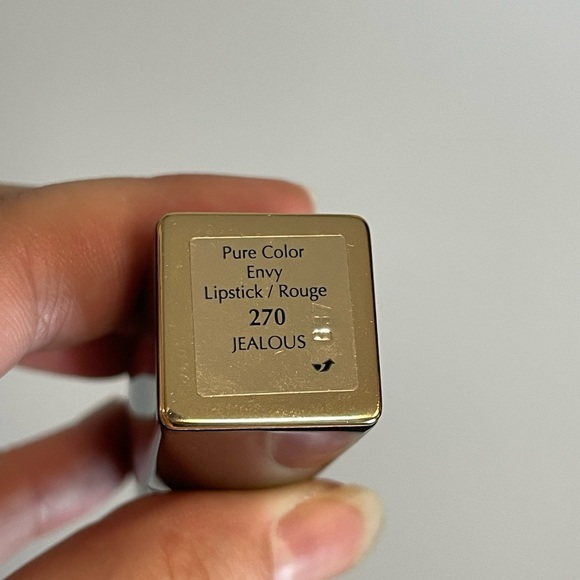 Pure Color
Envy
Lipstick / Rouge
270
JEALOUS